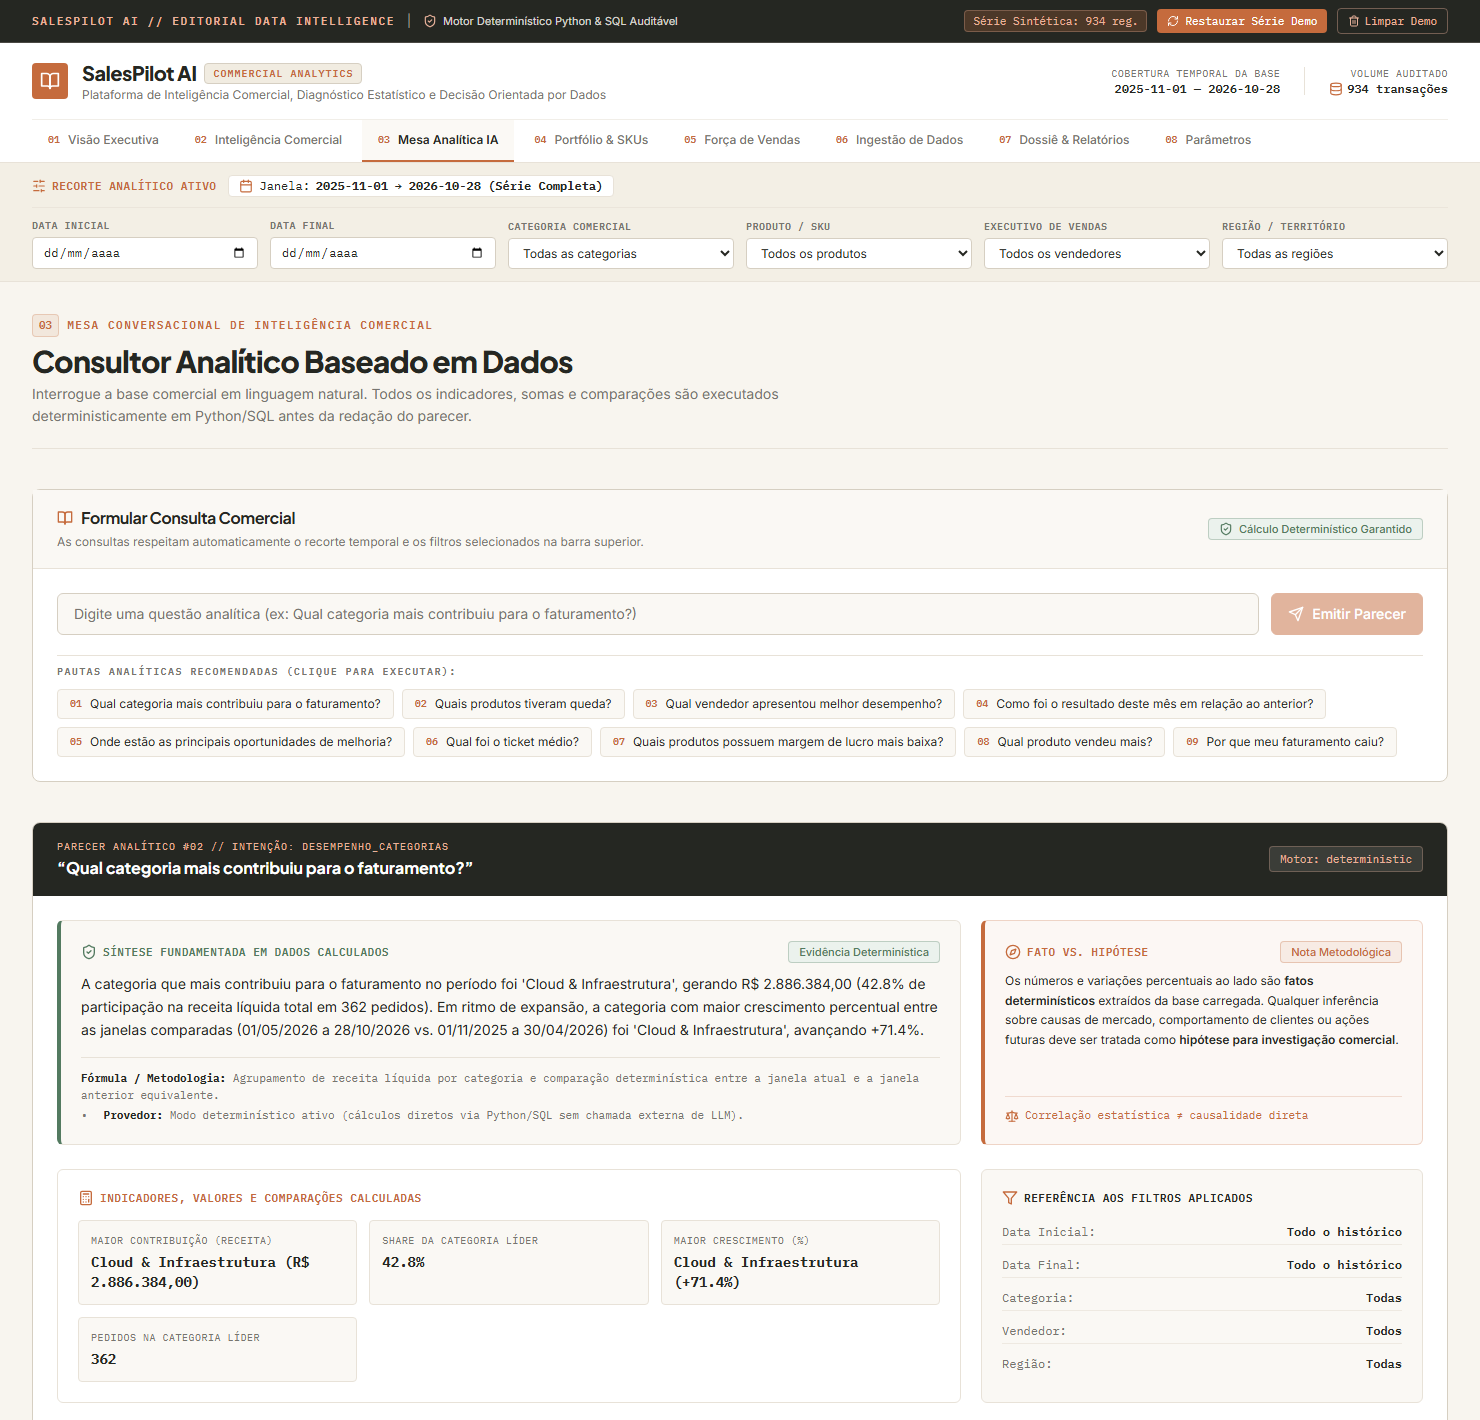 SALESPILOT AI // EDITORIAL DATA INTELLIGENCE
Motor Determinístico Python & SQL Auditável
Série Sintética: 934 reg.
Restaurar Série Demo
Limpar Demo
SalesPilot AI
COMMERCIAL ANALYTICS
Plataforma de Inteligência Comercial, Diagnóstico Estatístico e Decisão Orientada por Dados
COBERTURA TEMPORAL DA BASE
2025-11-01 — 2026-10-28
VOLUME AUDITADO
934 transações
01 Visão Executiva
02 Inteligência Comercial
03 Mesa Analítica IA
04 Portfólio & SKUs
05 Força de Vendas
06 Ingestão de Dados
07 Dossiê & Relatórios
08 Parâmetros
RECORTE ANALÍTICO ATIVO
Janela: 2025-11-01 → 2026-10-28 (Série Completa)
DATA INICIAL
dd/mm/aaaa
DATA FINAL
dd/mm/aaaa
CATEGORIA COMERCIAL
Todas as categorias
PRODUTO / SKU
Todos os produtos
EXECUTIVO DE VENDAS
Todos os vendedores
REGIÃO / TERRITÓRIO
Todas as regiões
03 MESA CONVERSACIONAL DE INTELIGÊNCIA COMERCIAL
Consultor Analítico Baseado em Dados
Interrogue a base comercial em linguagem natural. Todos os indicadores, somas e comparações são executados
deterministicamente em Python/SQL antes da redação do parecer.
Formular Consulta Comercial
As consultas respeitam automaticamente o recorte temporal e os filtros selecionados na barra superior.
Cálculo Determinístico Garantido
Digite uma questão analítica (ex: Qual categoria mais contribuiu para o faturamento?)
Emitir Parecer
PAUTAS ANALÍTICAS RECOMENDADAS (CLIQUE PARA EXECUTAR):
01 Qual categoria mais contribuiu para o faturamento?
02 Quais produtos tiveram queda?
03 Qual vendedor apresentou melhor desempenho?
04 Como foi o resultado deste mês em relação ao anterior?
05 Onde estão as principais oportunidades de melhoria?
06 Qual foi o ticket médio?
07 Quais produtos possuem margem de lucro mais baixa?
08 Qual produto vendeu mais?
09 Por que meu faturamento caiu?
PARECER ANALÍTICO #02 // INTENÇÃO: DESEMPENHO_CATEGORIAS
“Qual categoria mais contribuiu para o faturamento?”
Motor: deterministic
SÍNTESE FUNDAMENTADA EM DADOS CALCULADOS
Evidência Determinística
A categoria que mais contribuiu para o faturamento no período foi 'Cloud & Infraestrutura', gerando R$ 2.886.384,00 (42.8% de
participação na receita líquida total em 362 pedidos). Em ritmo de expansão, a categoria com maior crescimento percentual entre
as janelas comparadas (01/05/2026 a 28/10/2026 vs. 01/11/2025 a 30/04/2026) foi 'Cloud & Infraestrutura', avançando +71.4%.
Fórmula / Metodologia: Agrupamento de receita líquida por categoria e comparação determinística entre a janela atual e a janela
anterior equivalente.
• Provedor: Modo determinístico ativo (cálculos diretos via Python/SQL sem chamada externa de LLM).
FATO VS. HIPÓTESE
Nota Metodológica
Os números e variações percentuais ao lado são fatos
determinísticos extraídos da base carregada. Qualquer inferência
sobre causas de mercado, comportamento de clientes ou ações
futuras deve ser tratada como hipótese para investigação comercial.
Correlação estatística ≠ causalidade direta
INDICADORES, VALORES E COMPARAÇÕES CALCULADAS
MAIOR CONTRIBUIÇÃO (RECEITA)
Cloud & Infraestrutura (R$
2.886.384,00)
SHARE DA CATEGORIA LÍDER
42.8%
MAIOR CRESCIMENTO (%)
Cloud & Infraestrutura
(+71.4%)
PEDIDOS NA CATEGORIA LÍDER
362
REFERÊNCIA AOS FILTROS APLICADOS
Data Inicial: Todo o histórico
Data Final: Todo o histórico
Categoria: Todas
Vendedor: Todos
Região: Todas